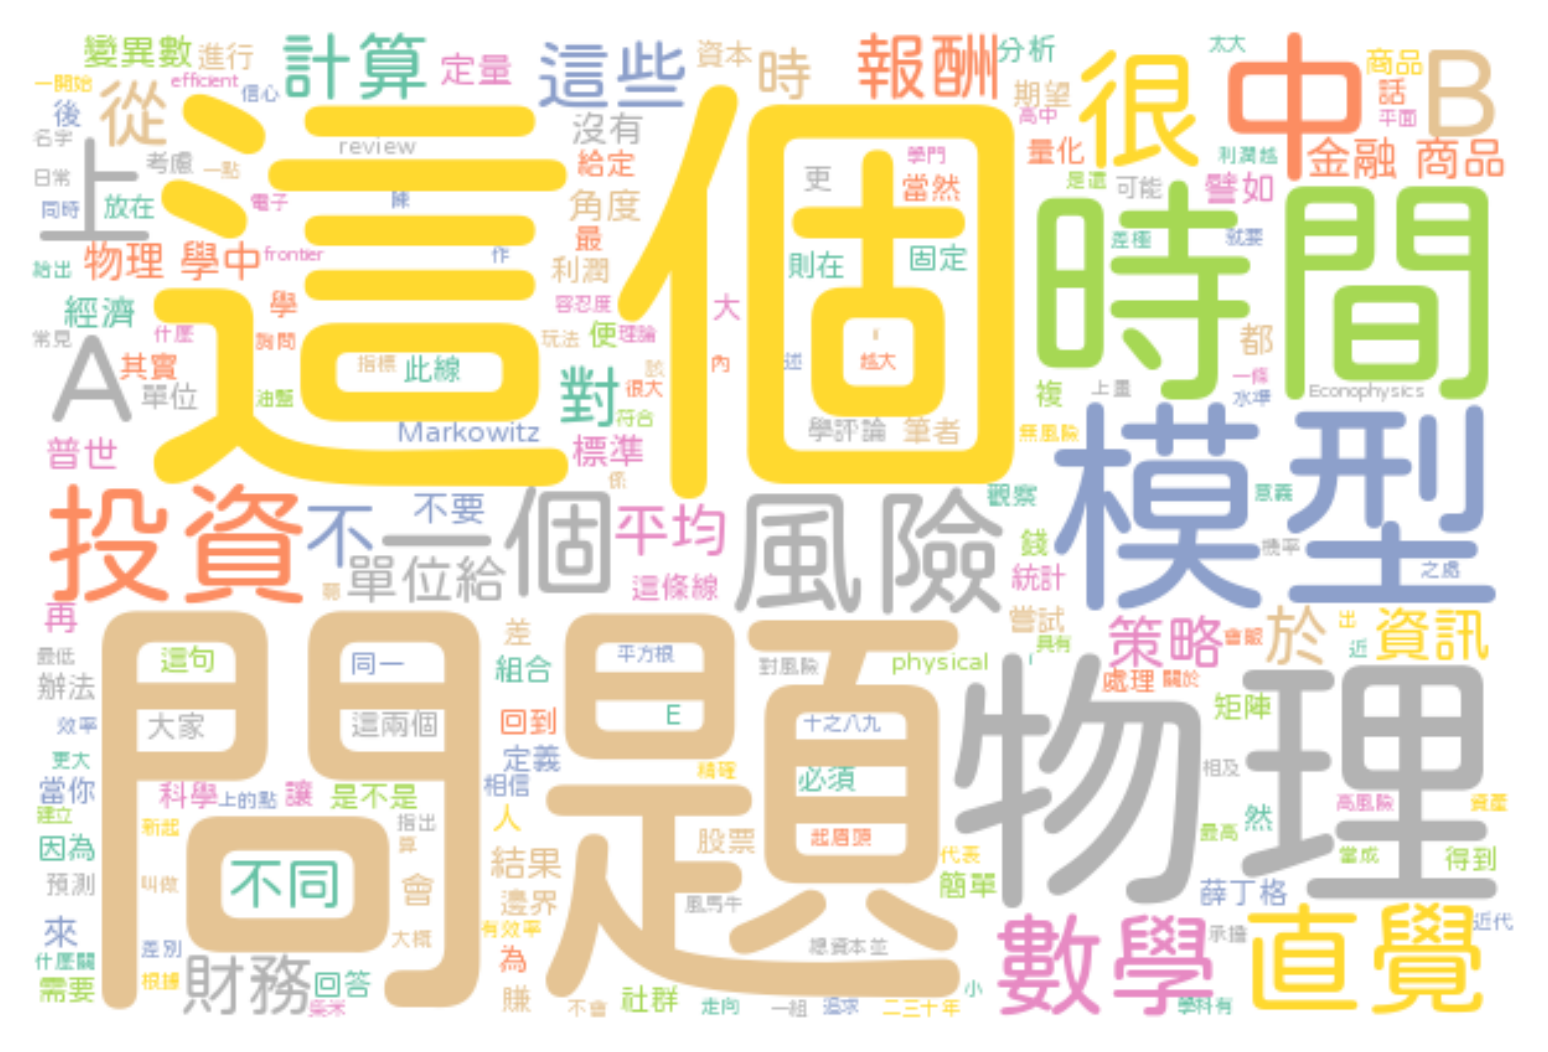 變異數 進行 計算 定量 這些 資本 時 報酬 分析 太大 商品 B
一開始 efficient 信心 從 很 中 話 平面
後 名字 上 考慮 一點 review 沒有 給定 期望 高中 量化 利潤越 金融 商品
日常 同時 放在 電子 陳 角度 更 學門 當然 是這 可能 譬如
這個 時間
物理 學中 frontier 作 最 利潤 則在 固定 差極 就要
給出 經濟 學 容忍度 大
常見 什麼 詢問 玩法 便 理論 都
A 其實 單位 指標 此線 該 內 述 越大 一條
油盤 對 很大 符合 複 上畫 水準 Econophysics
普世 Markowitz 標準 學評論 筆者 無風險 模型
係 觀察 意義
投資 不 不要 一 個 平均 風險 錢 機率
單位給 這條線 統計 之處
再 差 嘗試 策略 會皺 於 出 資訊
最低 這句 同一 組合 平方根 對風險 physical 具有 近
辦法 問題 物理 處理 關於
效率 大家 這兩個 回到 E 十之八九 矩陣
更大 定義 精確 必須 相及
當你 科學 上的點 讓 是不是 相信 高風險 資產
建立 新起 指出 人 股票 起眉頭 最高 然
因為 算 結果 代表 當成 得到
預測 叫做 不同 會 邊界 風馬牛 簡單 薛丁格
來 差別 大概 有效率 總資本並 數學 承擔 直覺 近代
什麼關 為
需要 根據 財務 回答 賺 社群 小
柴米 不會 走向 一組 追求 二三十年 學科有